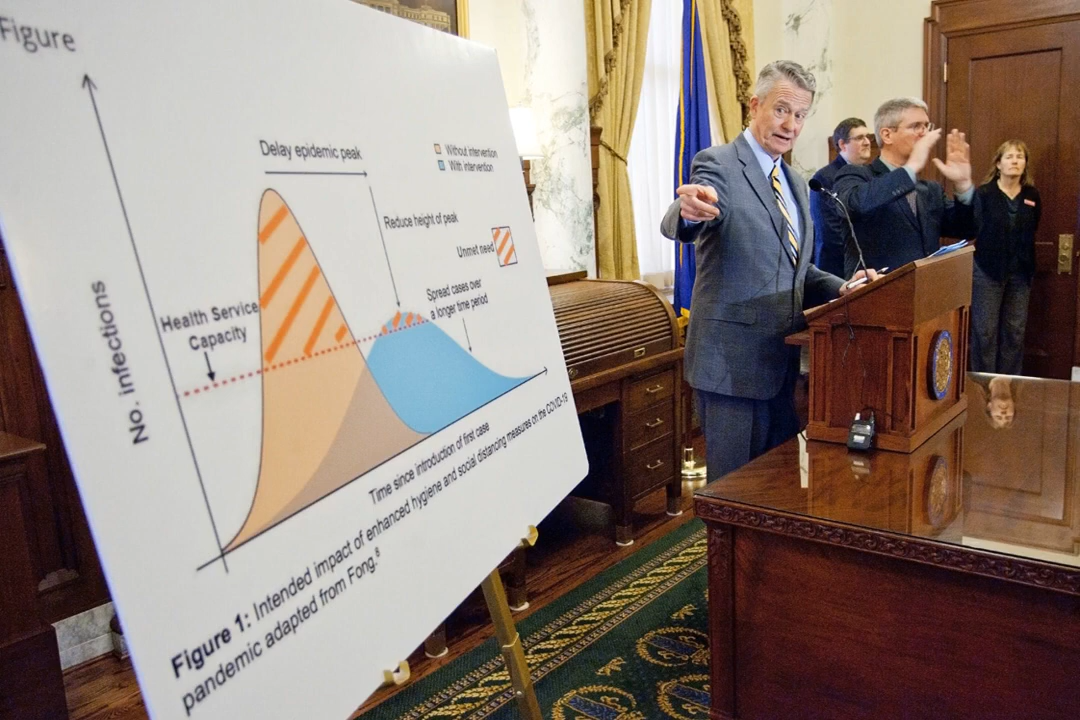 Figure
Delay epidemic peak
Without intervention
With intervention
Reduce height of peak
Unmet need
Spread cases over
a longer time period
Health Service
Capacity
No. infections
Time since introduction of first case
Figure 1: Intended impact of enhanced hygiene and social distancing measures on the COVID-19
pandemic adapted from Fong.8